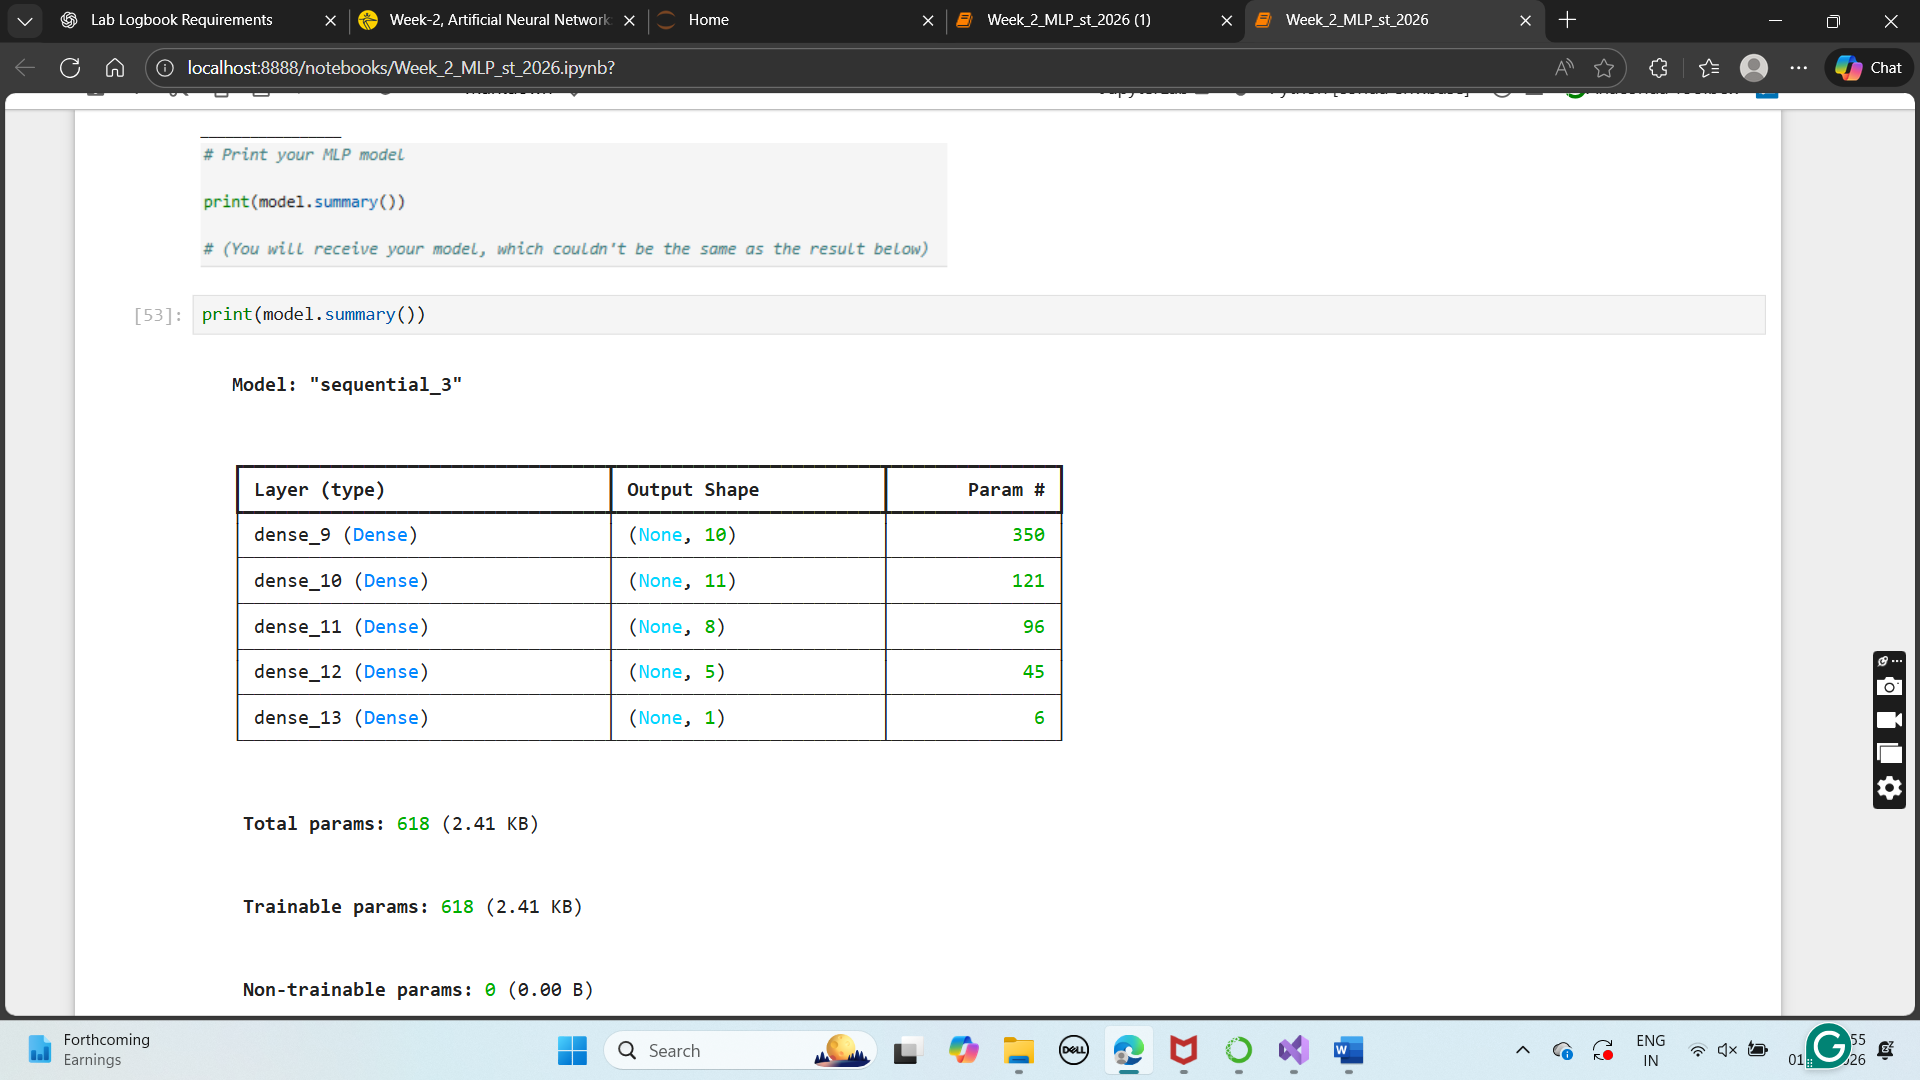 Lab Logbook Requirements
Week-2, Artificial Neural Network
Home
Week_2_MLP_st_2026 (1)
Week_2_MLP_st_2026
localhost:8888/notebooks/Week_2_MLP_st_2026.ipynb?
Chat
# Print your MLP model
print(model.summary())
# (You will receive your model, which couldn't be the same as the result below)
[53]: print(model.summary())
Model: "sequential_3"
Layer (type) Output Shape Param #
dense_9 (Dense) (None, 10) 350
dense_10 (Dense) (None, 11) 121
dense_11 (Dense) (None, 8) 96
dense_12 (Dense) (None, 5) 45
dense_13 (Dense) (None, 1) 6
Total params: 618 (2.41 KB)
Trainable params: 618 (2.41 KB)
Non-trainable params: 0 (0.00 B)
Forthcoming
Earnings
Search
DELL
ENG
IN